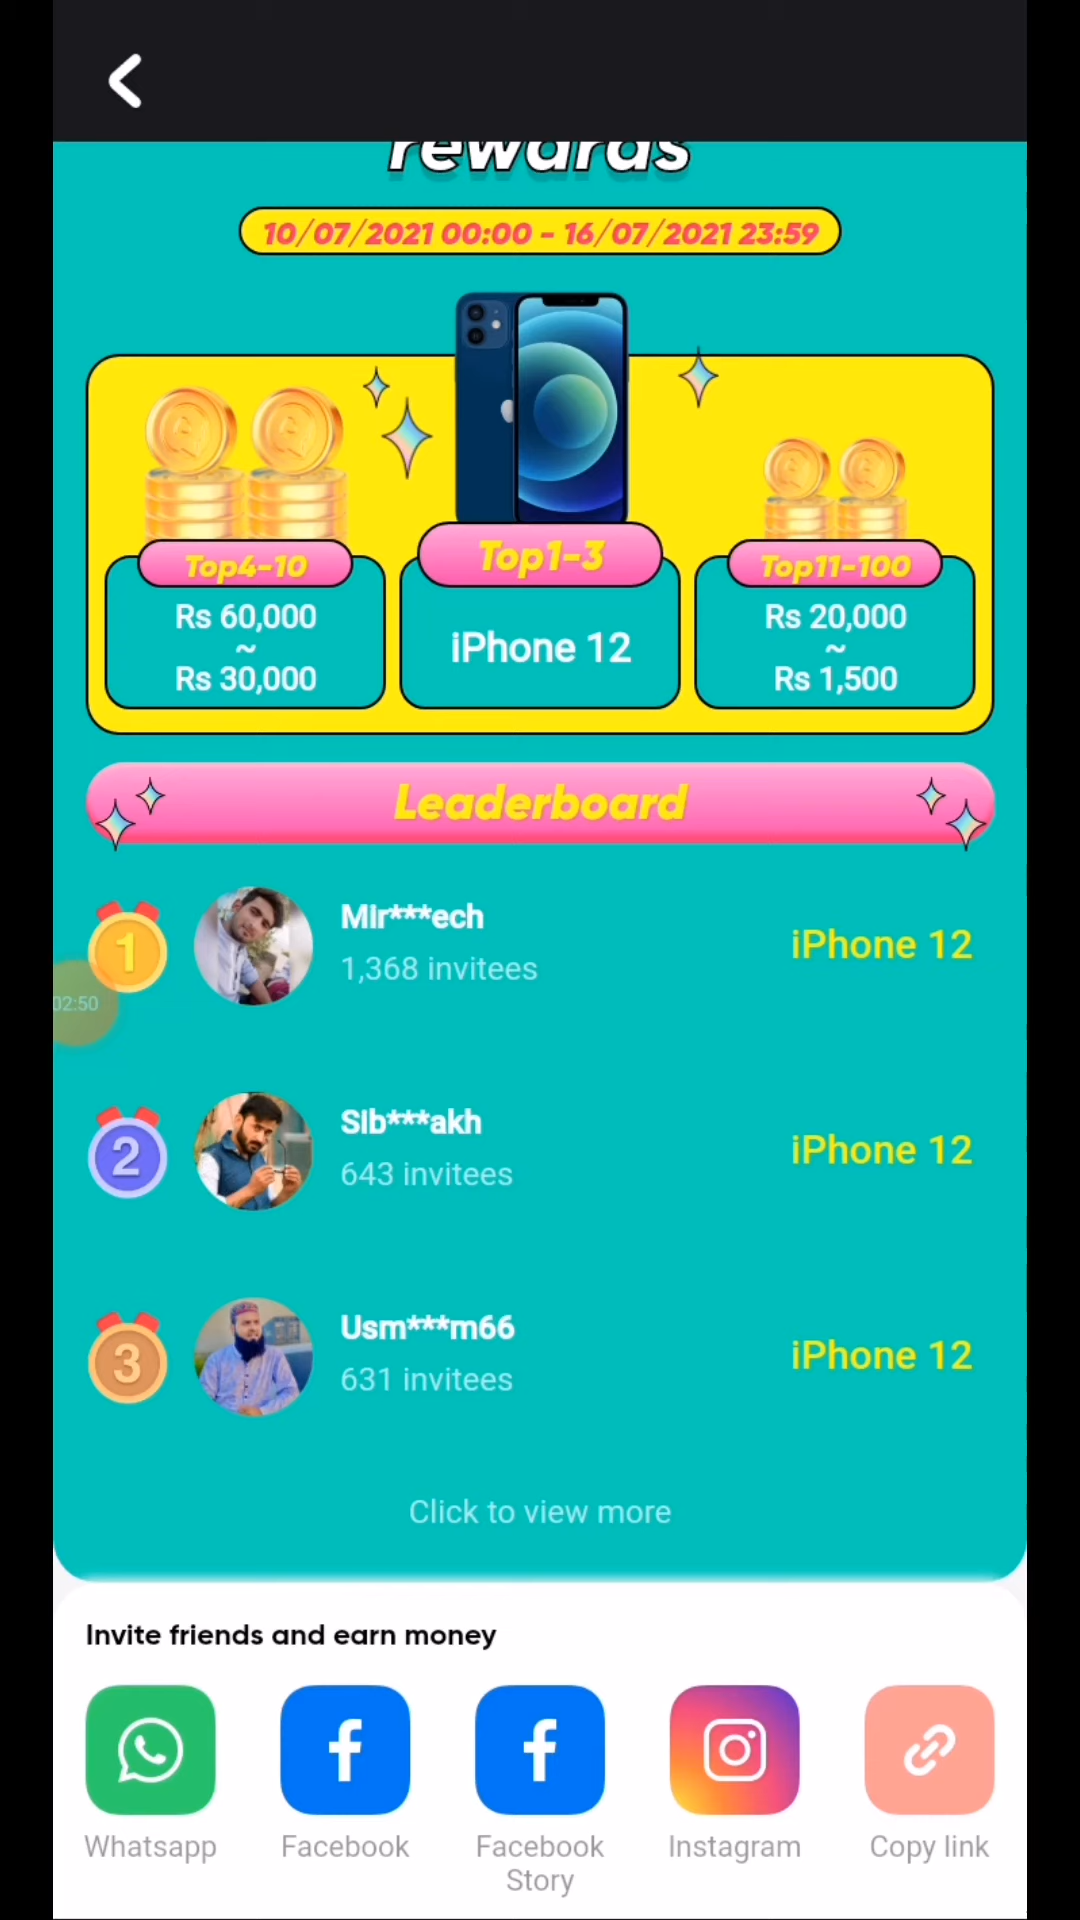 rewards
10/07/2021 00:00 - 16/07/2021 23:59
Top4-10
Rs 60,000
~
Rs 30,000
Top1-3
iPhone 12
Top11-100
Rs 20,000
~
Rs 1,500
Leaderboard
1
Mir***ech
1,368 invitees
iPhone 12
02:50
2
Sib***akh
643 invitees
iPhone 12
3
Usm***m66
631 invitees
iPhone 12
Click to view more
Invite friends and earn money
Whatsapp
Facebook
Facebook
Story
Instagram
Copy link